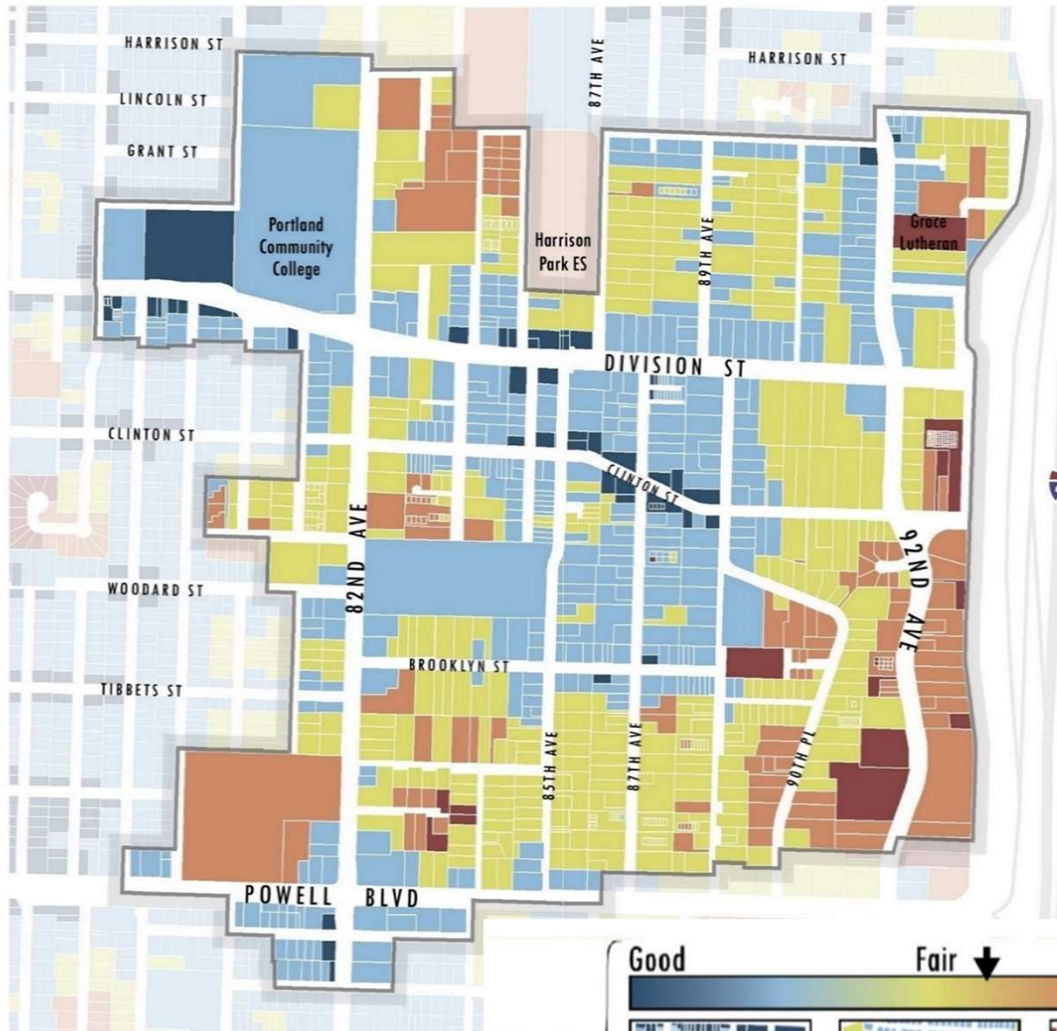 HARRISON ST
87TH AVE
HARRISON ST
LINCOLN ST
GRANT ST
Portland
Community
College
Harrison
Park ES
89TH AVE
Grace
Lutheran
DIVISION ST
CLINTON ST
CLINTON ST
82ND AVE
92ND AVE
WOODARD ST
BROOKLYN ST
TIBBETS ST
85TH AVE
87TH AVE
90TH PL
POWELL BLVD
Good
Fair